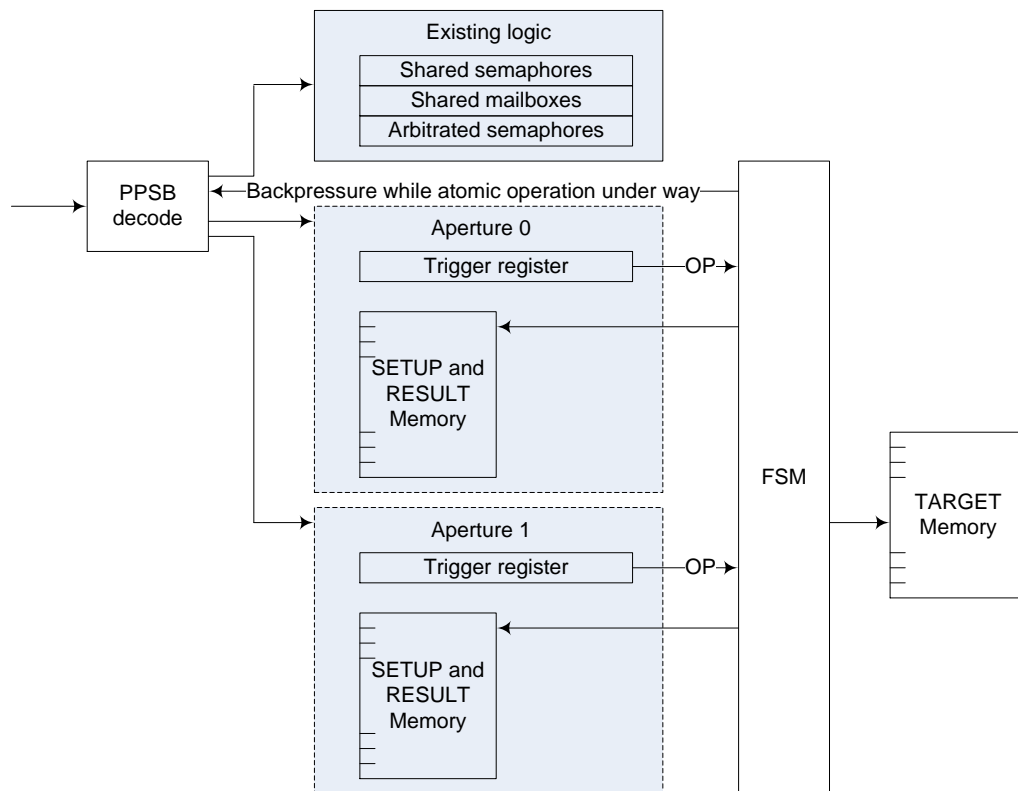 Existing logic
Shared semaphores
Shared mailboxes
Arbitrated semaphores
PPSB
decode
Backpressure while atomic operation under way
Aperture 0
Trigger register
OP
SETUP and
RESULT
Memory
FSM
TARGET
Memory
Aperture 1
Trigger register
OP
SETUP and
RESULT
Memory